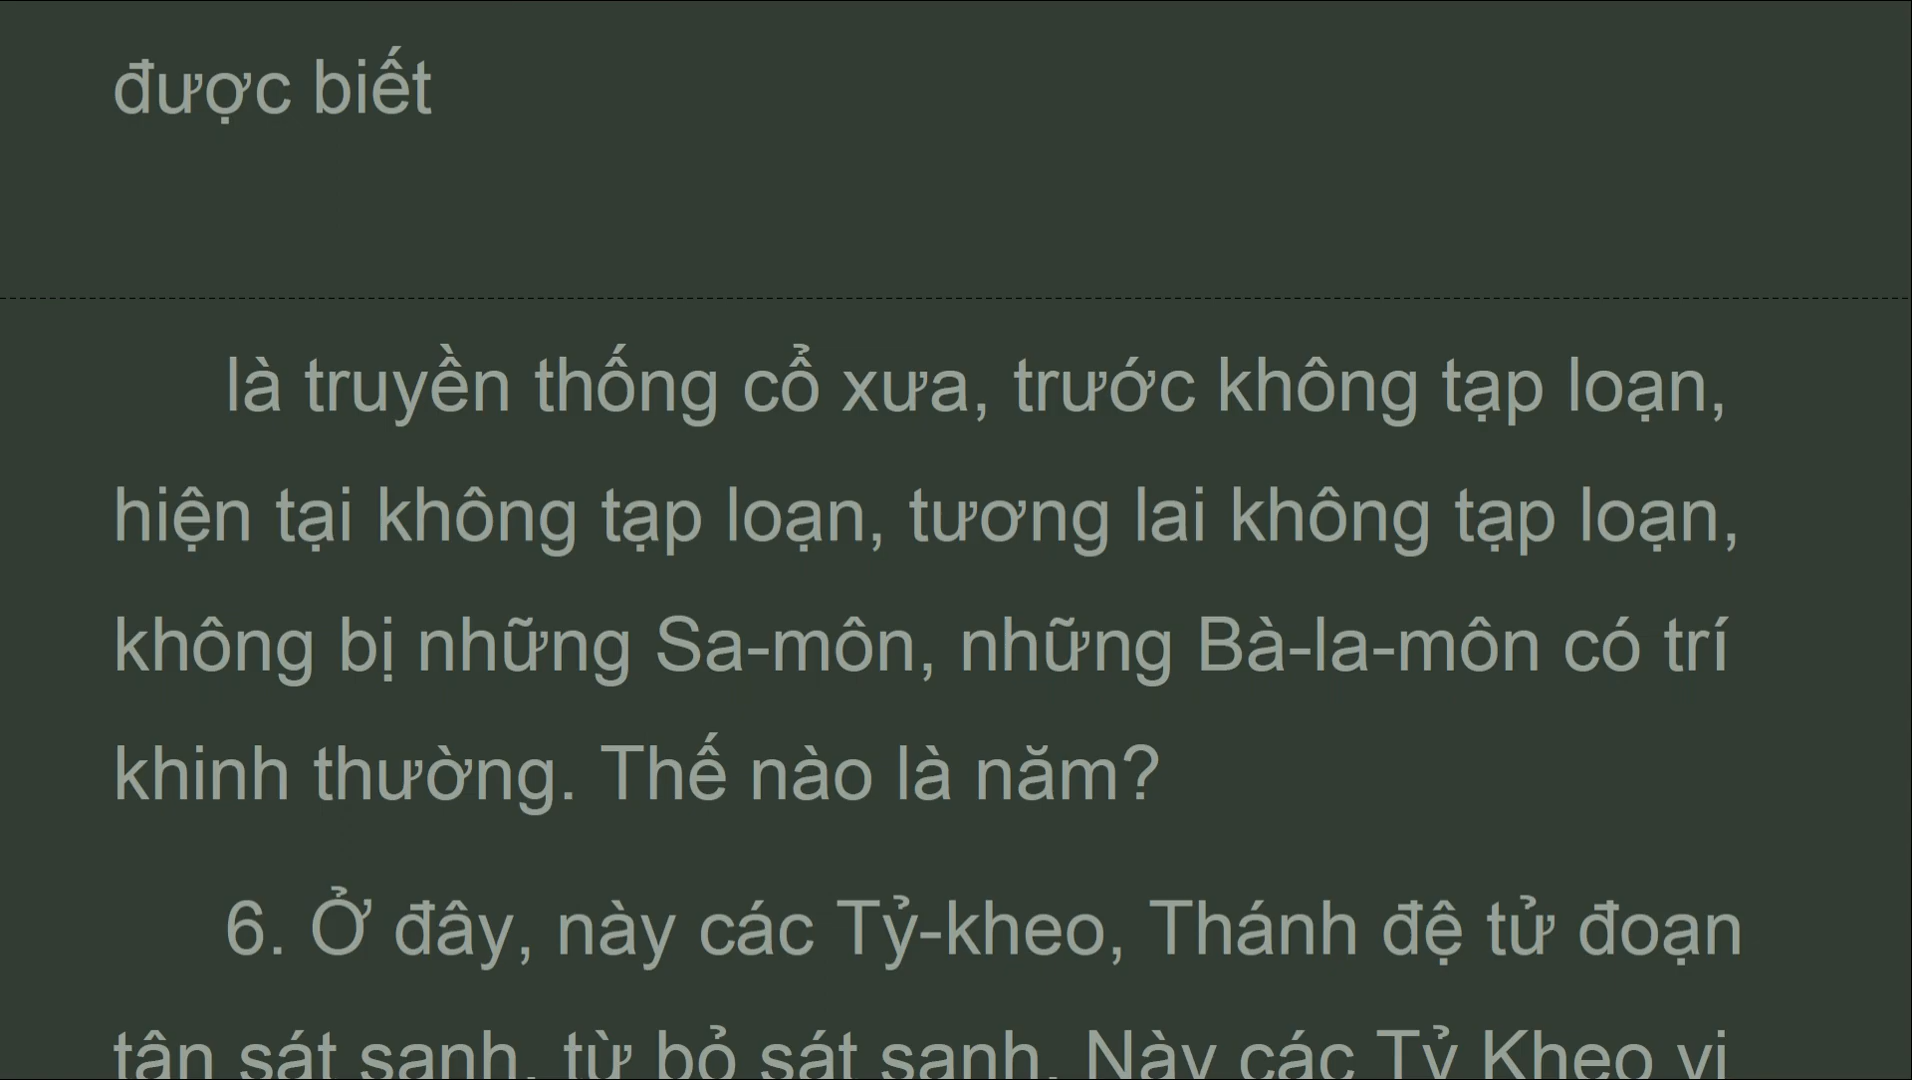 được biết
là truyền thống cổ xưa, trước không tạp loạn,
hiện tại không tạp loạn, tương lai không tạp loạn,
không bị những Sa-môn, những Bà-la-môn có trí
khinh thường. Thế nào là năm?
6. Ở đây, này các Tỷ-kheo, Thánh đệ tử đoạn
tận sát sanh, từ bỏ sát sanh. Này các Tỷ Kheo vị